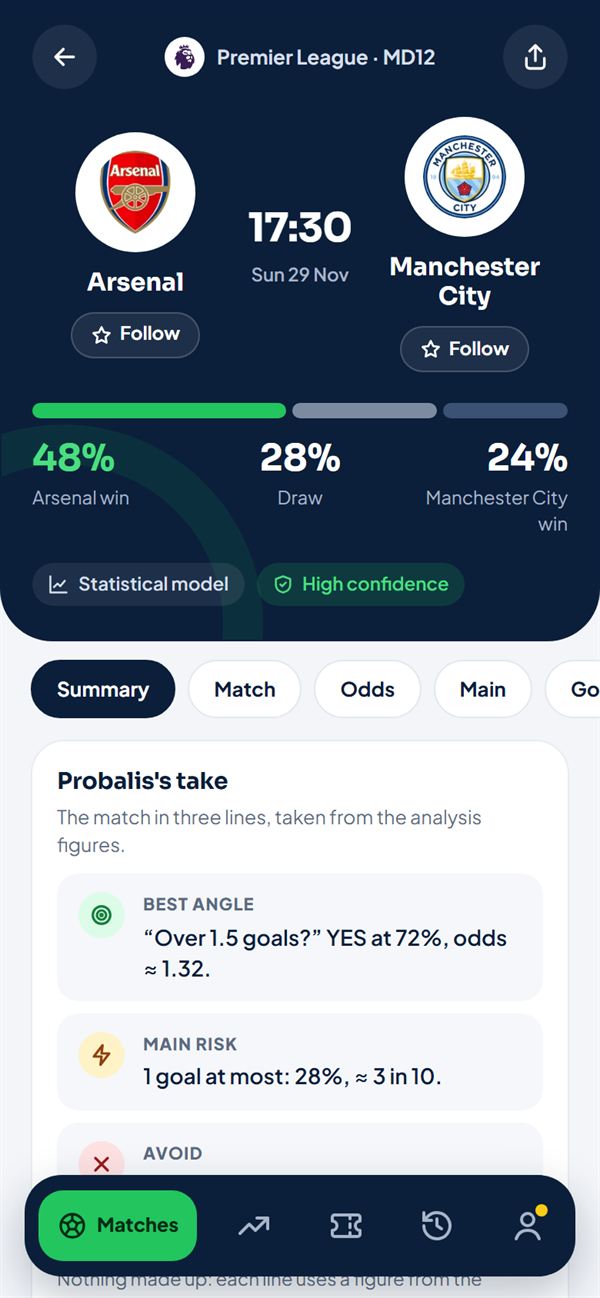 Premier League · MD12
Arsenal
MANCHESTER
CITY
17:30
Sun 29 Nov
Arsenal
Manchester
City
Follow
Follow
48%
28%
24%
Arsenal win
Draw
Manchester City
win
Statistical model
High confidence
Summary
Match
Odds
Main
Go
Probalis's take
The match in three lines, taken from the analysis
figures.
BEST ANGLE
“Over 1.5 goals?” YES at 72%, odds
≈ 1.32.
MAIN RISK
1 goal at most: 28%, ≈ 3 in 10.
AVOID
Matches
Nothing made up: each line uses a figure from the